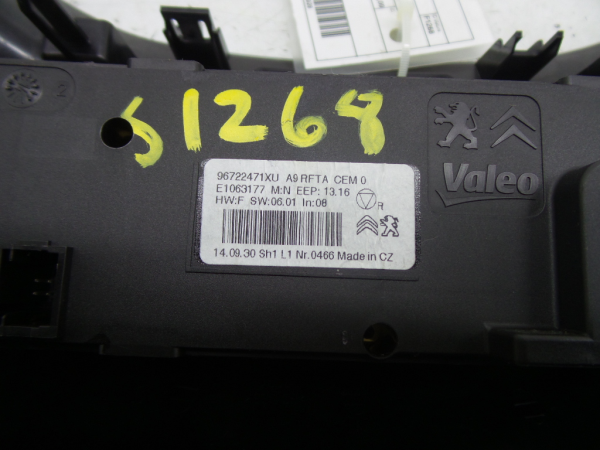 S1268
Valeo
96722471XU A9 RFTA CEM 0
E1063177 M:N EEP: 13.16
HW:F SW:06.01 In:08
R
14.09.30 Sh1 L1 Nr.0466 Made in CZ